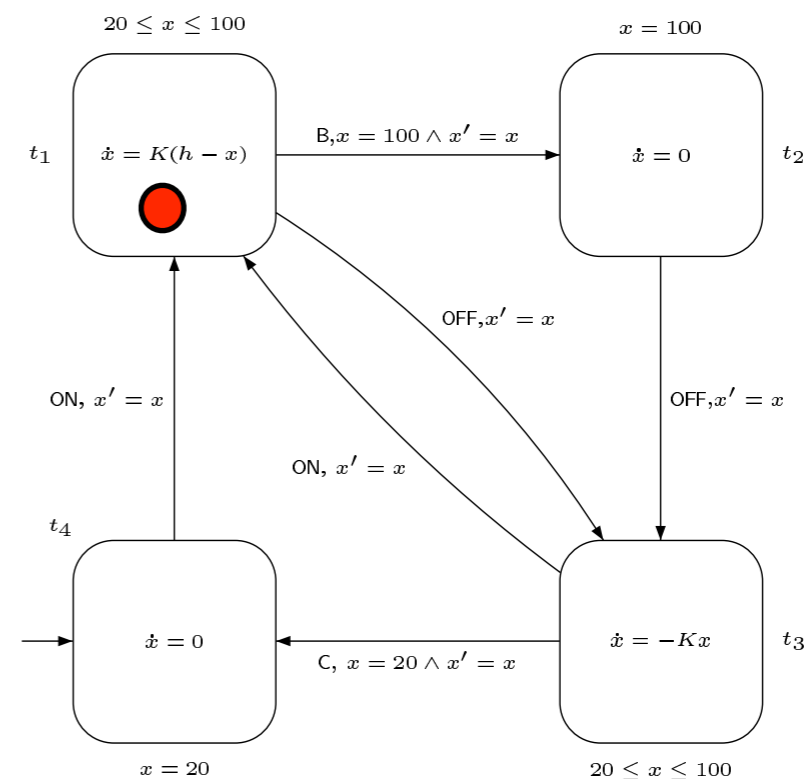 20 ≤ x ≤ 100
x = 100
B,x = 100 ∧ x′ = x
t1
ẋ = K(h − x)
ẋ = 0
t2
OFF,x′ = x
ON, x′ = x
OFF,x′ = x
ON, x′ = x
t4
ẋ = 0
ẋ = −Kx
t3
C, x = 20 ∧ x′ = x
x = 20
20 ≤ x ≤ 100